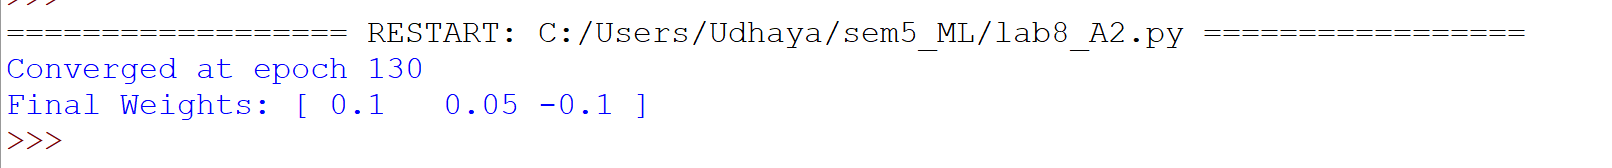 >>>
================== RESTART: C:/Users/Udhaya/sem5_ML/lab8_A2.py =================
Converged at epoch 130
Final Weights: [ 0.1   0.05 -0.1 ]
>>>